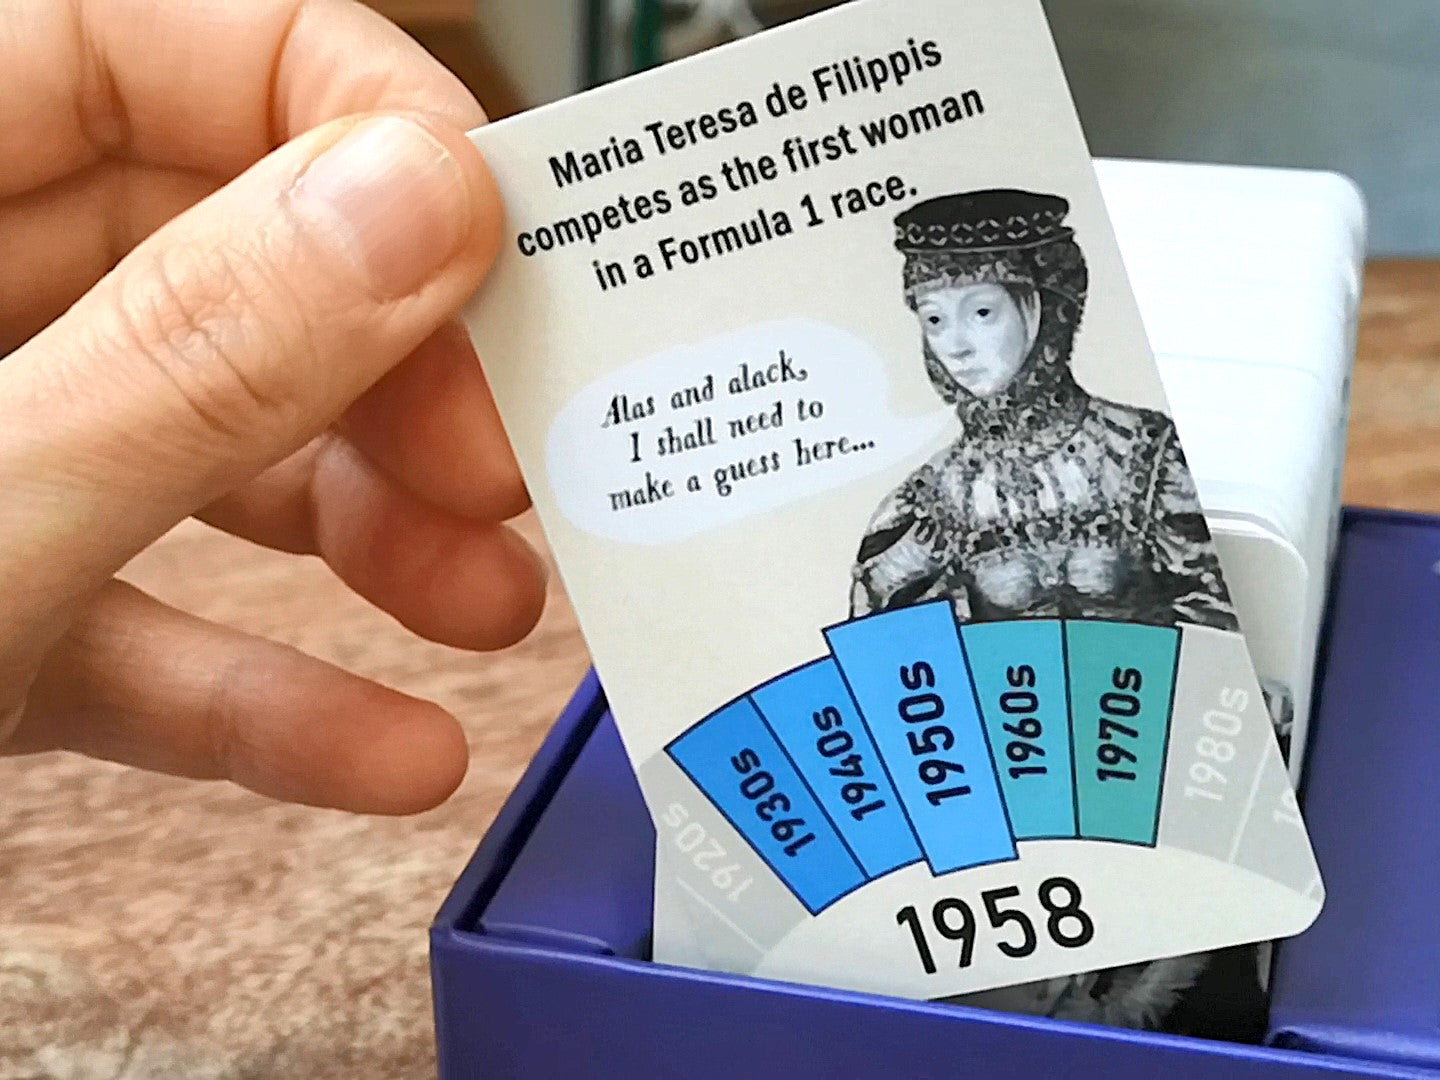 Maria Teresa de Filippis
competes as the first woman
in a Formula 1 race.
Alas and alack,
I shall need to
make a guess here...
1920s
1930s
1940s
1950s
1960s
1970s
1980s
1958